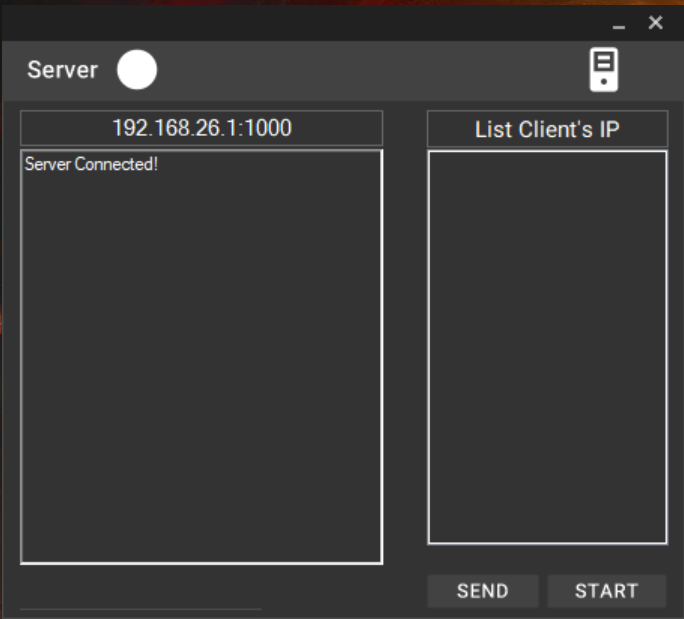 Server
192.168.26.1:1000
List Client's IP
Server Connected!
SEND
START